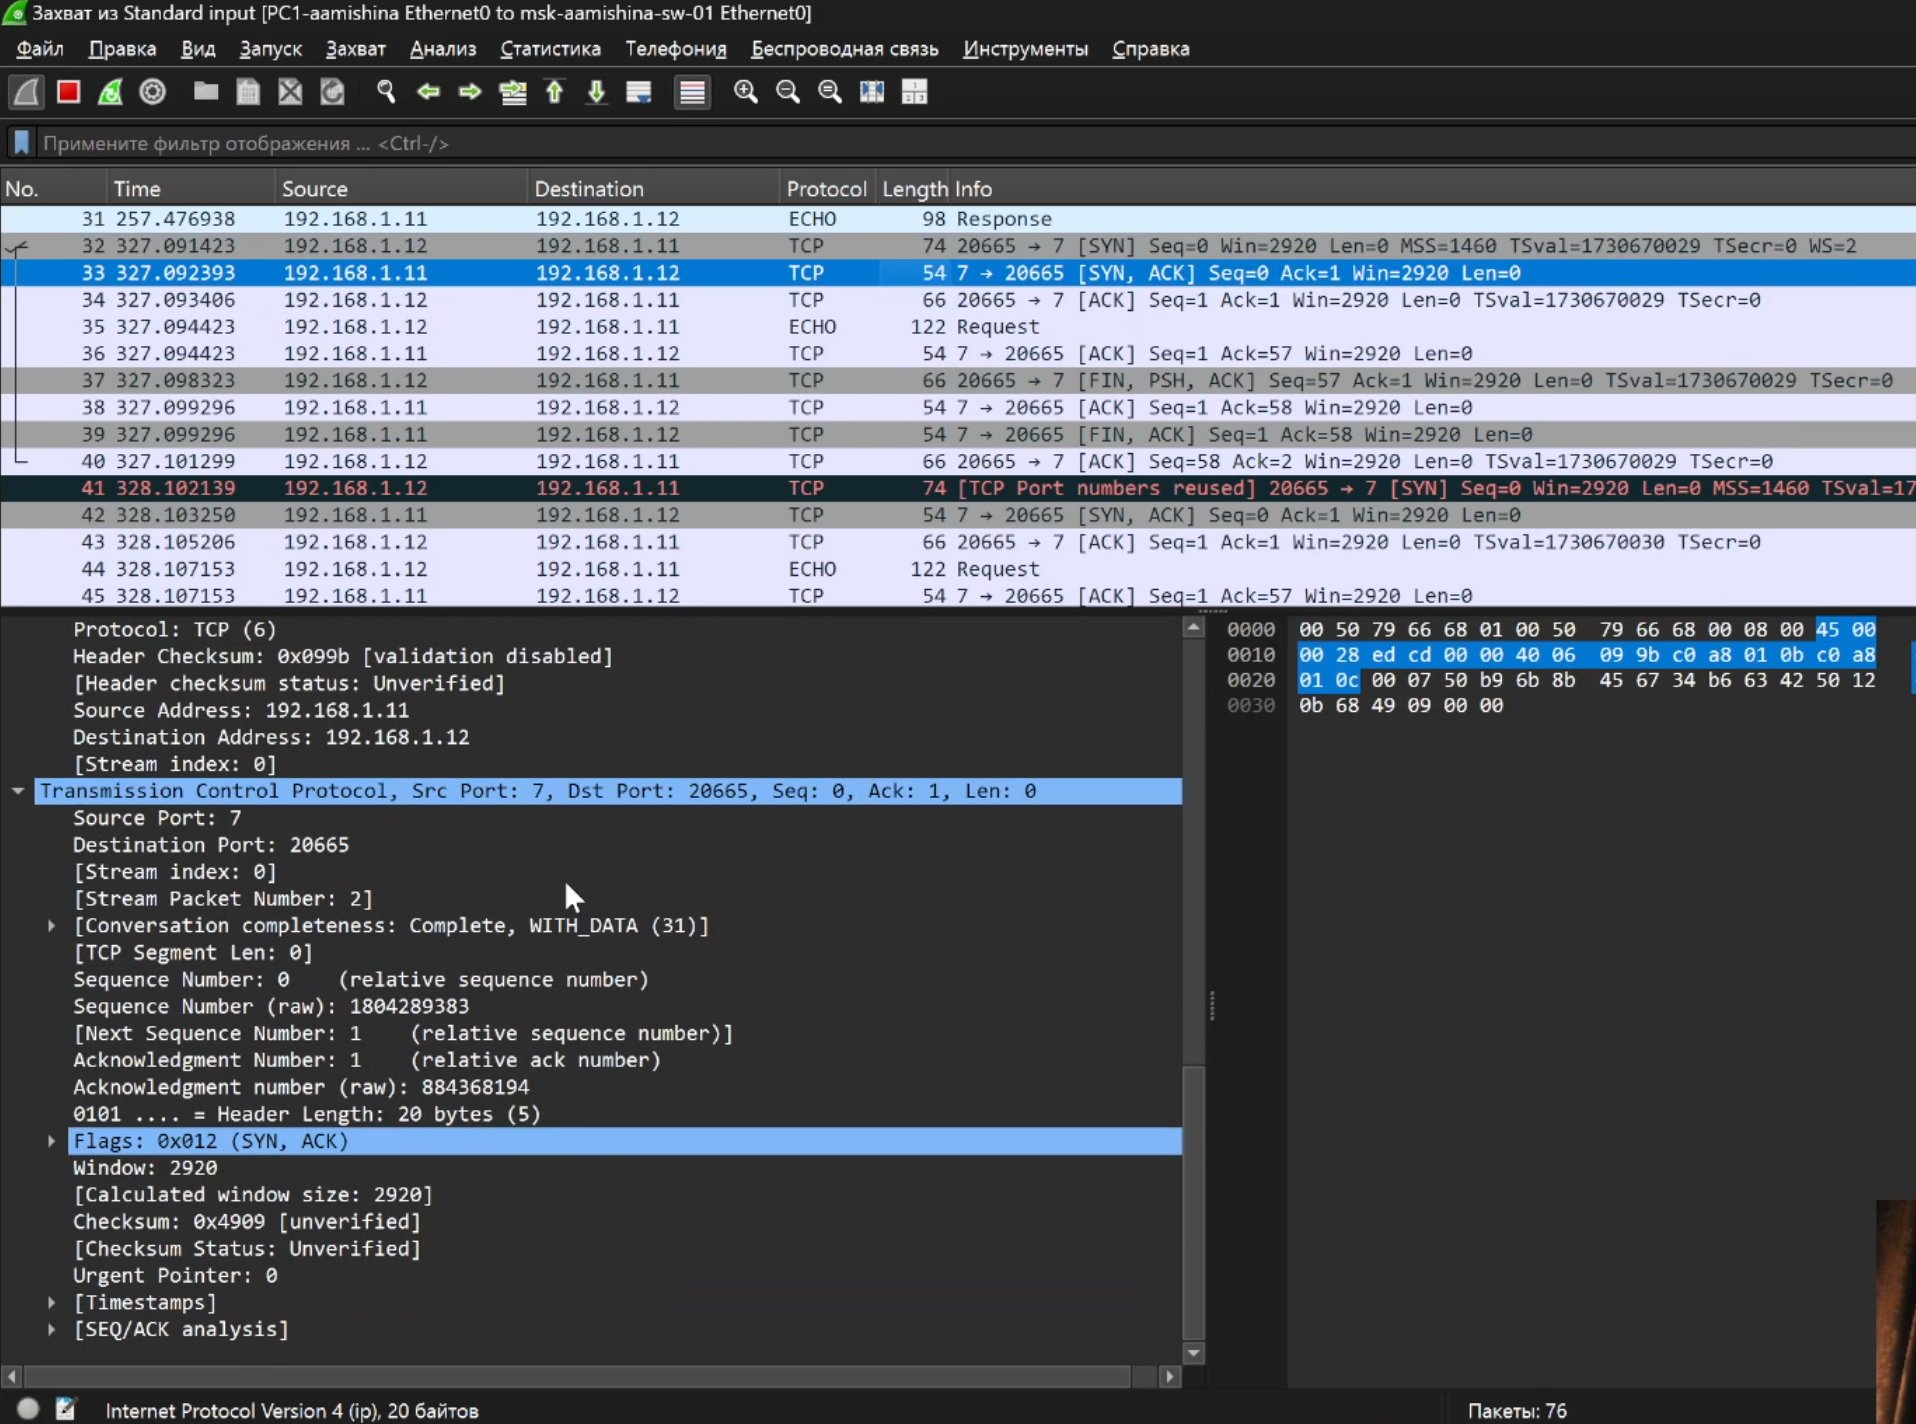 Захват из Standard input [PC1-aamishina Ethernet0 to msk-aamishina-sw-01 Ethernet0]
Файл Правка Вид Запуск Захват Анализ Статистика Телефония Беспроводная связь Инструменты Справка
Примените фильтр отображения ... <Ctrl-/>
No. Time Source Destination Protocol Length Info
31 257.476938 192.168.1.11 192.168.1.12 ECHO 98 Response
32 327.091423 192.168.1.12 192.168.1.11 TCP 74 20665 → 7 [SYN] Seq=0 Win=2920 Len=0 MSS=1460 TSval=1730670029 TSecr=0 WS=2
33 327.092393 192.168.1.11 192.168.1.12 TCP 54 7 → 20665 [SYN, ACK] Seq=0 Ack=1 Win=2920 Len=0
34 327.093406 192.168.1.12 192.168.1.11 TCP 66 20665 → 7 [ACK] Seq=1 Ack=1 Win=2920 Len=0 TSval=1730670029 TSecr=0
35 327.094423 192.168.1.12 192.168.1.11 ECHO 122 Request
36 327.094423 192.168.1.11 192.168.1.12 TCP 54 7 → 20665 [ACK] Seq=1 Ack=57 Win=2920 Len=0
37 327.098323 192.168.1.12 192.168.1.11 TCP 66 20665 → 7 [FIN, PSH, ACK] Seq=57 Ack=1 Win=2920 Len=0 TSval=1730670029 TSecr=0
38 327.099296 192.168.1.11 192.168.1.12 TCP 54 7 → 20665 [ACK] Seq=1 Ack=58 Win=2920 Len=0
39 327.099296 192.168.1.11 192.168.1.12 TCP 54 7 → 20665 [FIN, ACK] Seq=1 Ack=58 Win=2920 Len=0
40 327.101299 192.168.1.12 192.168.1.11 TCP 66 20665 → 7 [ACK] Seq=58 Ack=2 Win=2920 Len=0 TSval=1730670029 TSecr=0
41 328.102139 192.168.1.12 192.168.1.11 TCP 74 [TCP Port numbers reused] 20665 → 7 [SYN] Seq=0 Win=2920 Len=0 MSS=1460 TSval=17
42 328.103250 192.168.1.11 192.168.1.12 TCP 54 7 → 20665 [SYN, ACK] Seq=0 Ack=1 Win=2920 Len=0
43 328.105206 192.168.1.12 192.168.1.11 TCP 66 20665 → 7 [ACK] Seq=1 Ack=1 Win=2920 Len=0 TSval=1730670030 TSecr=0
44 328.107153 192.168.1.12 192.168.1.11 ECHO 122 Request
45 328.107153 192.168.1.11 192.168.1.12 TCP 54 7 → 20665 [ACK] Seq=1 Ack=57 Win=2920 Len=0
Protocol: TCP (6)
Header Checksum: 0x099b [validation disabled]
[Header checksum status: Unverified]
Source Address: 192.168.1.11
Destination Address: 192.168.1.12
[Stream index: 0]
Transmission Control Protocol, Src Port: 7, Dst Port: 20665, Seq: 0, Ack: 1, Len: 0
Source Port: 7
Destination Port: 20665
[Stream index: 0]
[Stream Packet Number: 2]
[Conversation completeness: Complete, WITH_DATA (31)]
[TCP Segment Len: 0]
Sequence Number: 0 (relative sequence number)
Sequence Number (raw): 1804289383
[Next Sequence Number: 1 (relative sequence number)]
Acknowledgment Number: 1 (relative ack number)
Acknowledgment number (raw): 884368194
0101 .... = Header Length: 20 bytes (5)
Flags: 0x012 (SYN, ACK)
Window: 2920
[Calculated window size: 2920]
Checksum: 0x4909 [unverified]
[Checksum Status: Unverified]
Urgent Pointer: 0
[Timestamps]
[SEQ/ACK analysis]
0000 00 50 79 66 68 01 00 50 79 66 68 00 08 00 45 00
0010 00 28 ed cd 00 00 40 06 09 9b c0 a8 01 0b c0 a8
0020 01 0c 00 07 50 b9 6b 8b 45 67 34 b6 63 42 50 12
0030 0b 68 49 09 00 00
Internet Protocol Version 4 (ip), 20 байтов
Пакеты: 76